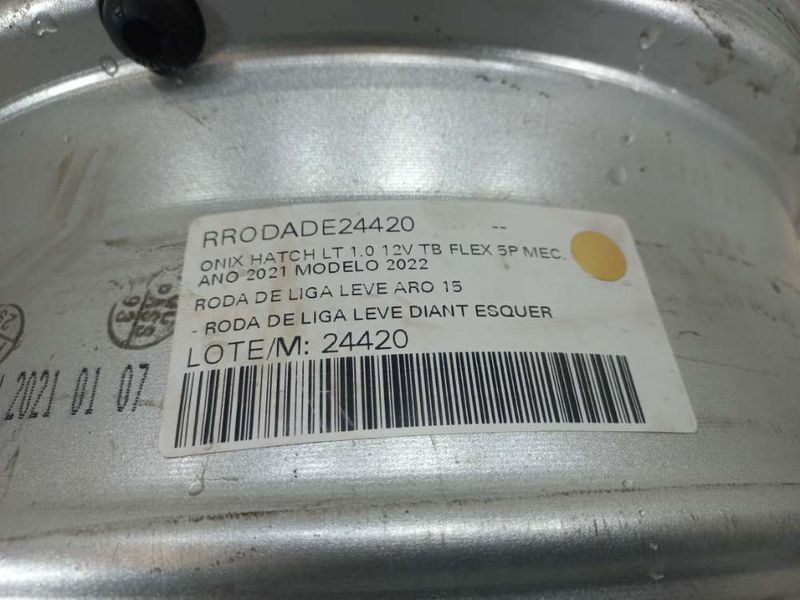 RRODADE24420 --
ONIX HATCH LT 1.0 12V TB FLEX 5P MEC.
ANO 2021 MODELO 2022
RODA DE LIGA LEVE ARO 15
- RODA DE LIGA LEVE DIANT ESQUER
LOTE/M: 24420
2021 01 07